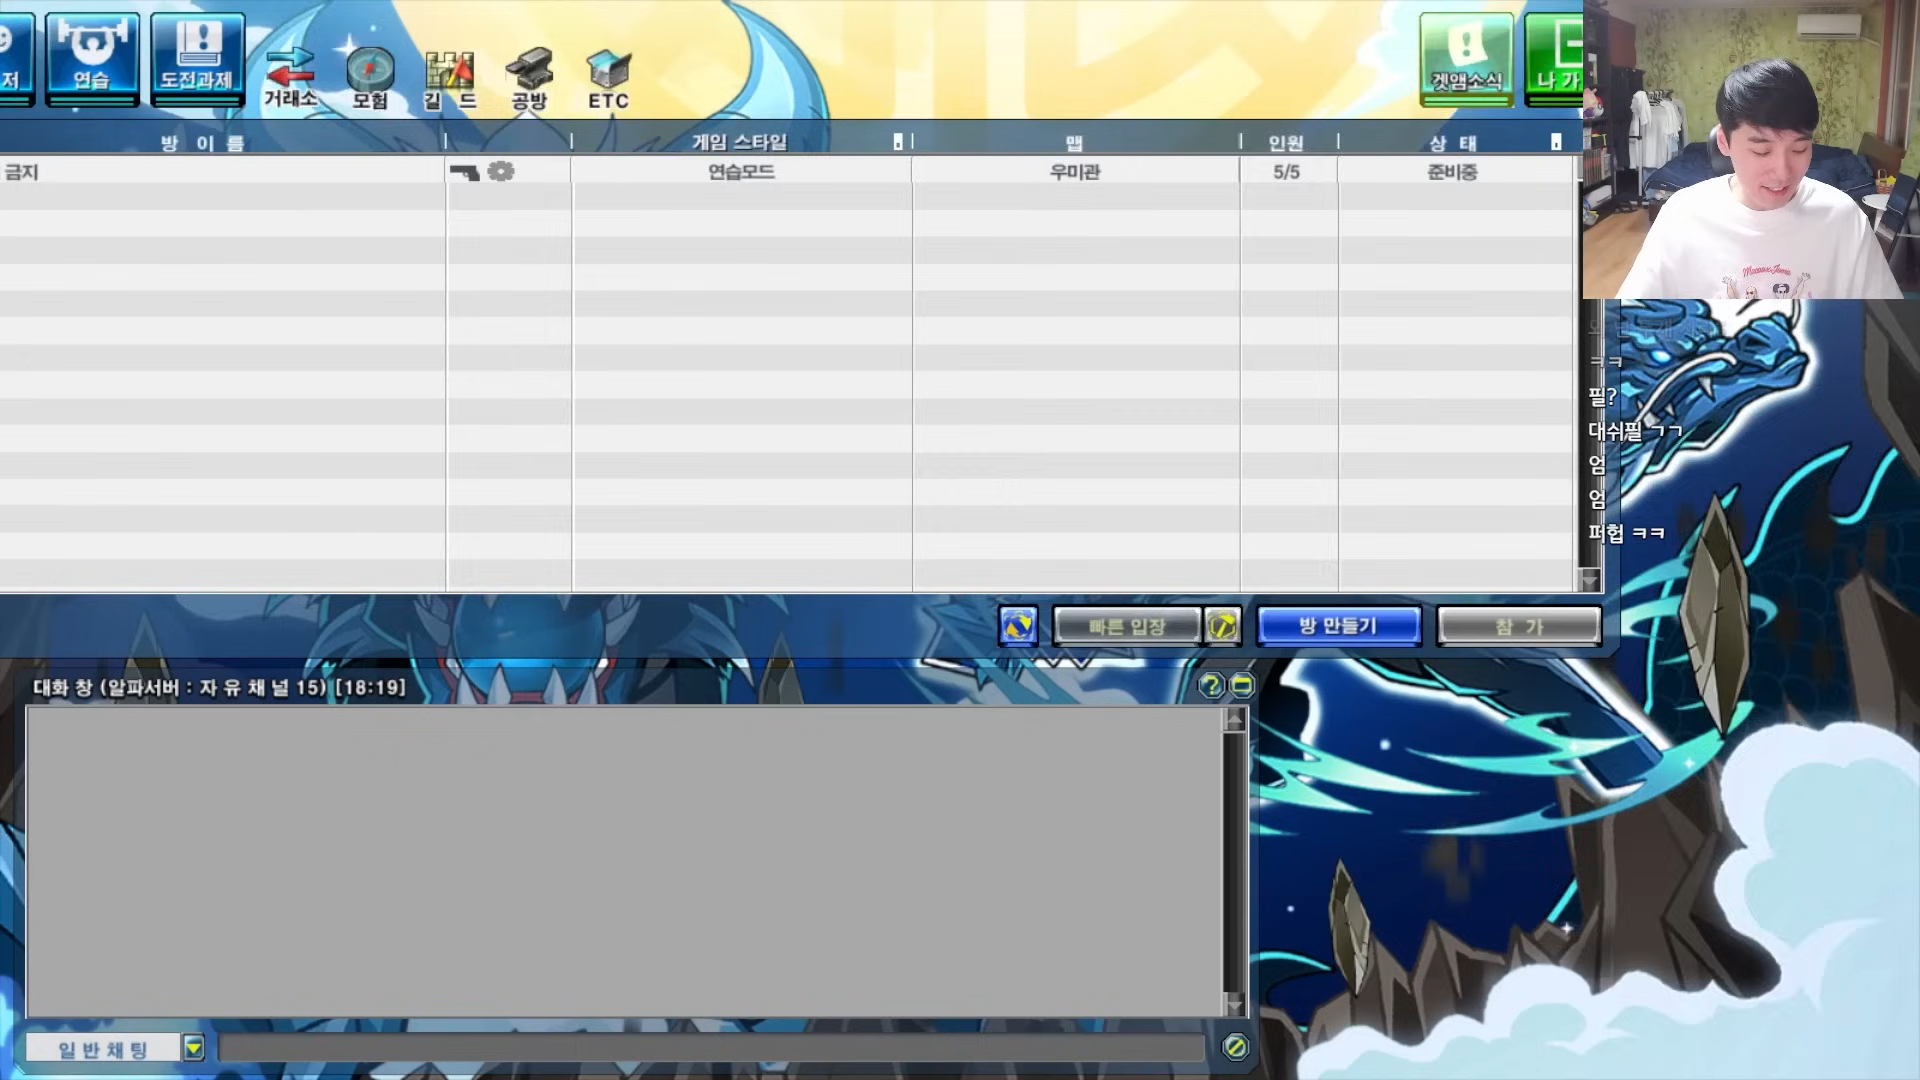 저 연습 도전과제 거래소 모험 길 드 공방 ETC 겟앰소식 나 가
방 이 름 게임 스타일 맵 인원 상 태
금지 연습모드 우미관 5/5 준비중
ㅋㅋ
필?
대쉬필 ㄱㄱ
엄
엄
퍼헙 ㅋㅋ
빠른 입장 방 만들기 참 가
대화 창 (알파서버 : 자 유 채 널 15) [18:19]
일 반 채 팅